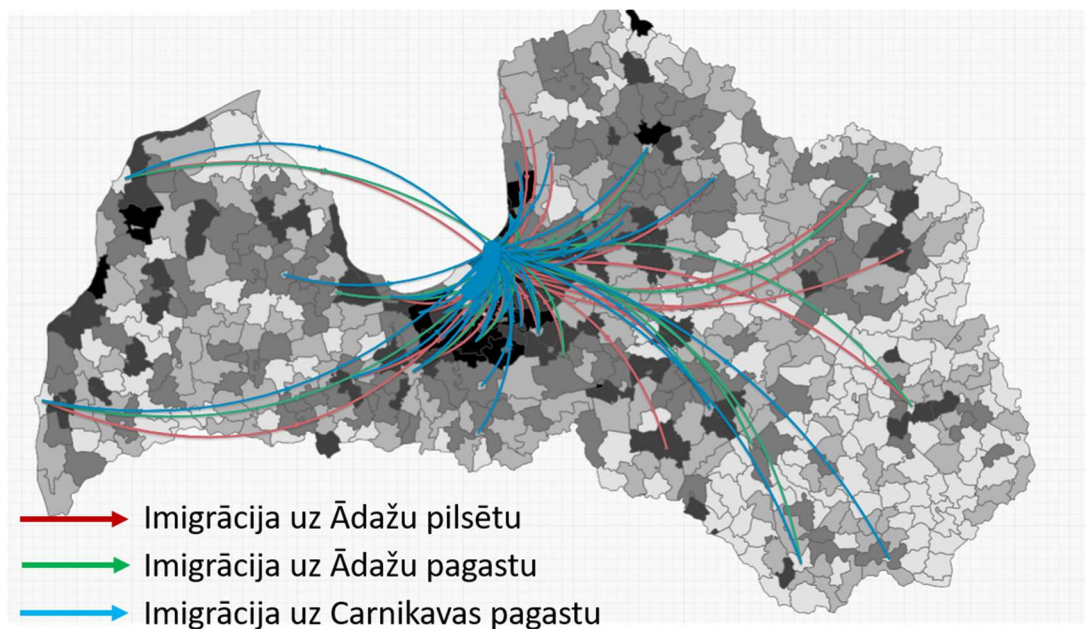 Imigrācija uz Ādažu pilsētu
Imigrācija uz Ādažu pagastu
Imigrācija uz Carnikavas pagastu